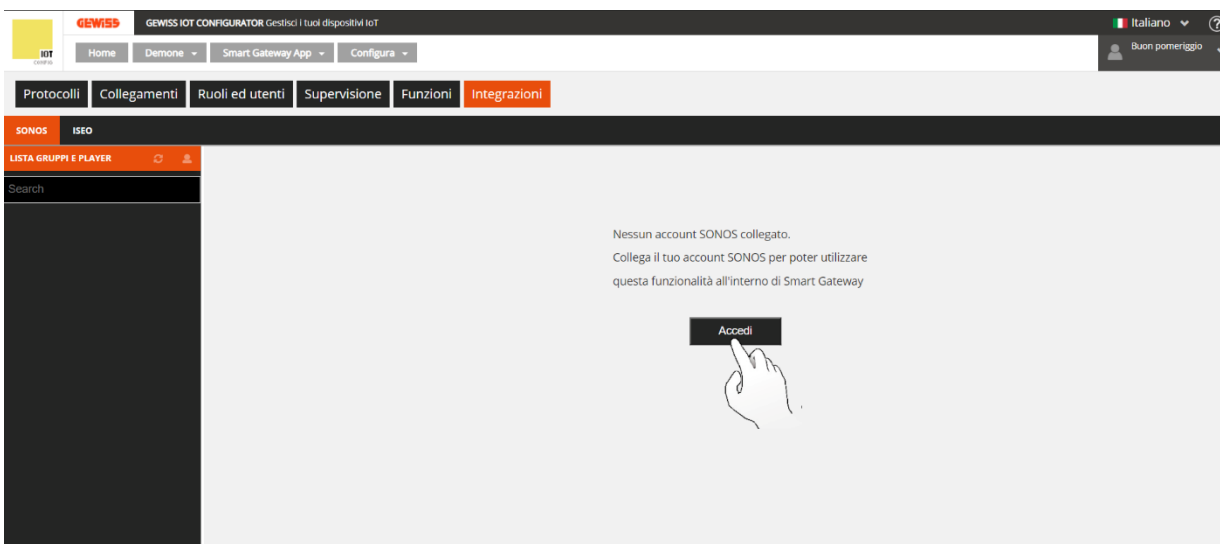 GEWISS GEWISS IOT CONFIGURATOR Gestisci i tuoi dispositivi IoT Italiano ?
IOT Home Demone Smart Gateway App Configura Buon pomeriggio
Protocolli Collegamenti Ruoli ed utenti Supervisione Funzioni Integrazioni
SONOS ISEO
LISTA GRUPPI E PLAYER
Search
Nessun account SONOS collegato.
Collega il tuo account SONOS per poter utilizzare
questa funzionalità all'interno di Smart Gateway
Accedi